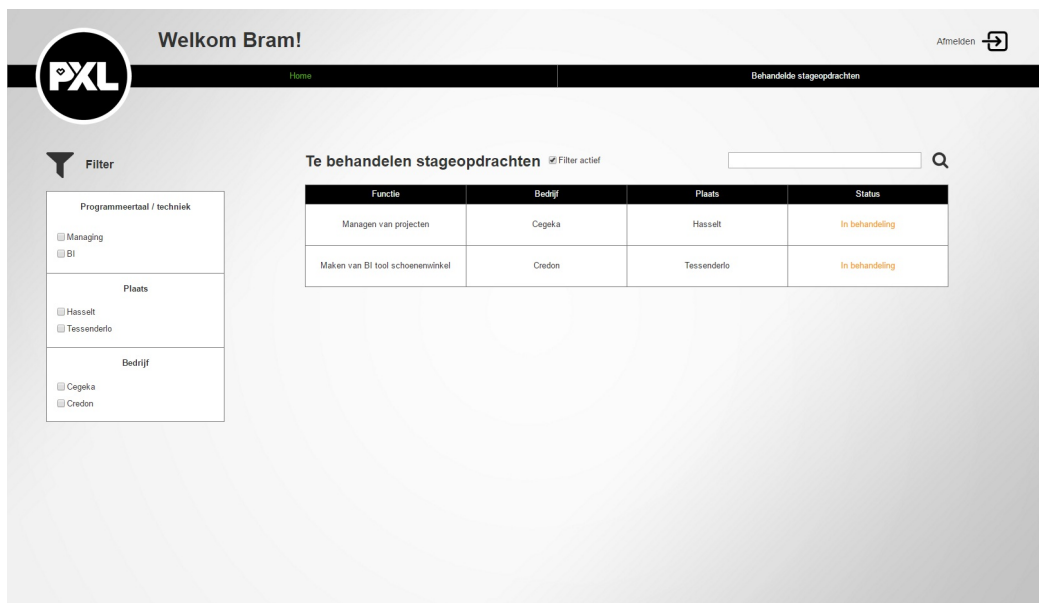 Welkom Bram!
Afmelden
PXL
Home
Behandelde stageopdrachten
Filter
Te behandelen stageopdrachten
Filter actief
Programmeertaal / techniek
Managing
BI
Plaats
Hasselt
Tessenderlo
Bedrijf
Cegeka
Credon
Functie Bedrijf Plaats Status
Managen van projecten Cegeka Hasselt In behandeling
Maken van BI tool schoenenwinkel Credon Tessenderlo In behandeling